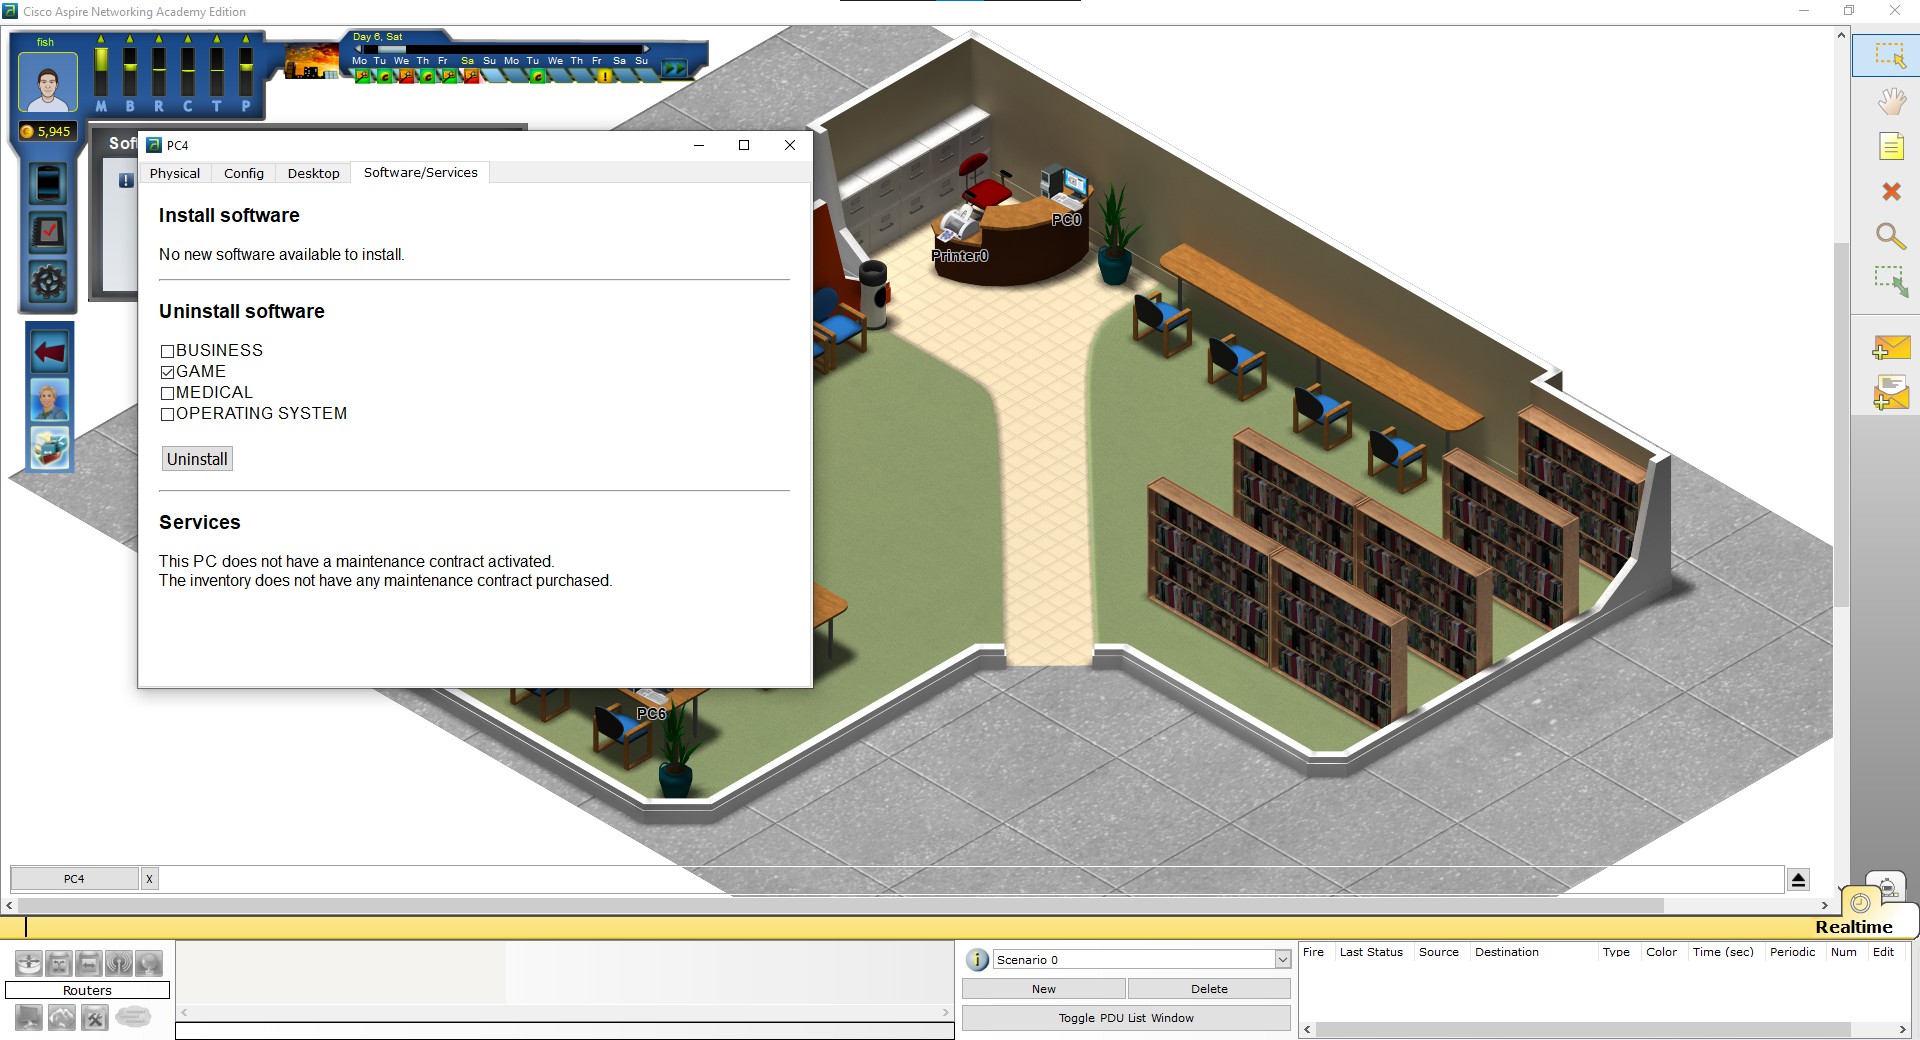 Cisco Aspire Networking Academy Edition
fish
M B R C T P
5,945
Day 6, Sat
Mo Tu We Th Fr Sa Su Mo Tu We Th Fr Sa Su
PC4
Physical Config Desktop Software/Services
Install software
No new software available to install.
Uninstall software
BUSINESS
GAME
MEDICAL
OPERATING SYSTEM
Uninstall
Services
This PC does not have a maintenance contract activated.
The inventory does not have any maintenance contract purchased.
PC0
Printer0
PC6
PC4 X
Realtime
Routers
Scenario 0
New Delete
Toggle PDU List Window
Fire Last Status Source Destination Type Color Time (sec) Periodic Num Edit